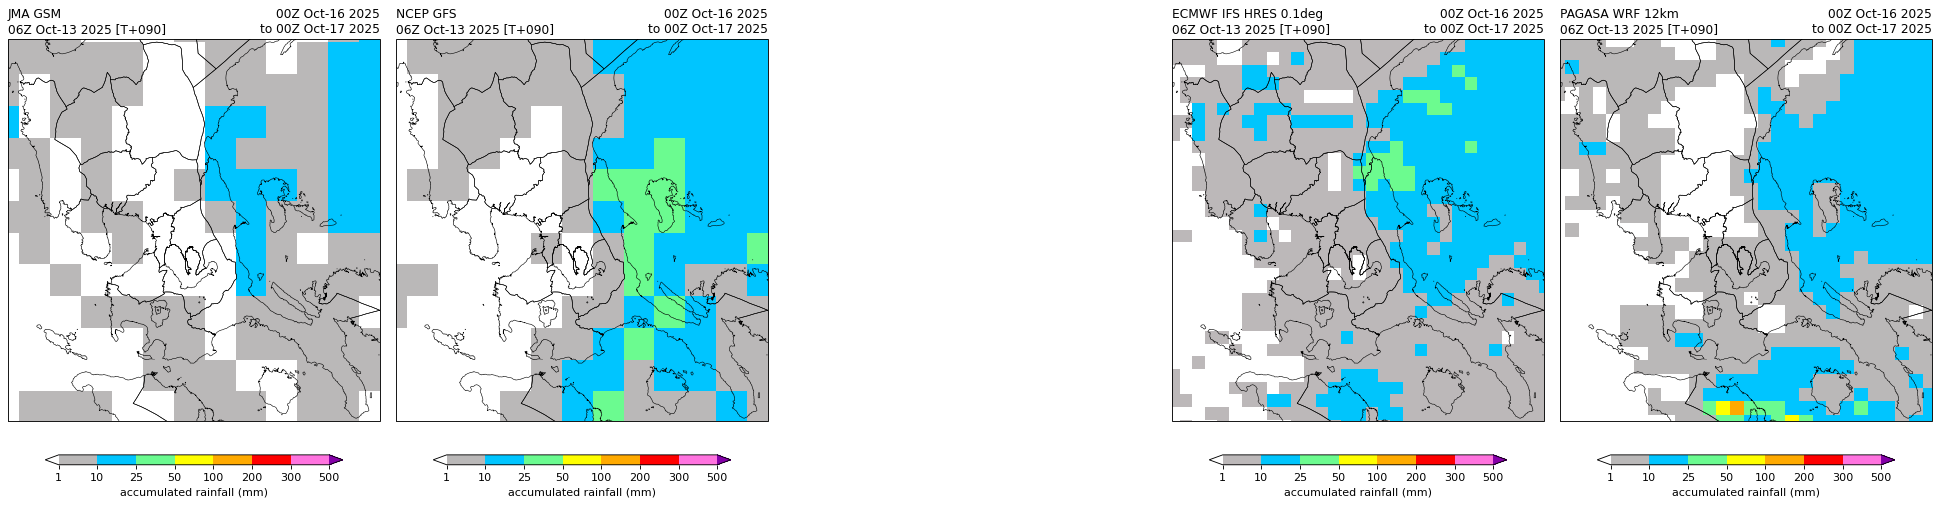 JMA GSM 00Z Oct-16 2025
06Z Oct-13 2025 [T+090] to 00Z Oct-17 2025
1 10 25 50 100 200 300 500
accumulated rainfall (mm)
NCEP GFS 00Z Oct-16 2025
06Z Oct-13 2025 [T+090] to 00Z Oct-17 2025
1 10 25 50 100 200 300 500
accumulated rainfall (mm)
ECMWF IFS HRES 0.1deg 00Z Oct-16 2025
06Z Oct-13 2025 [T+090] to 00Z Oct-17 2025
1 10 25 50 100 200 300 500
accumulated rainfall (mm)
PAGASA WRF 12km 00Z Oct-16 2025
06Z Oct-13 2025 [T+090] to 00Z Oct-17 2025
1 10 25 50 100 200 300 500
accumulated rainfall (mm)